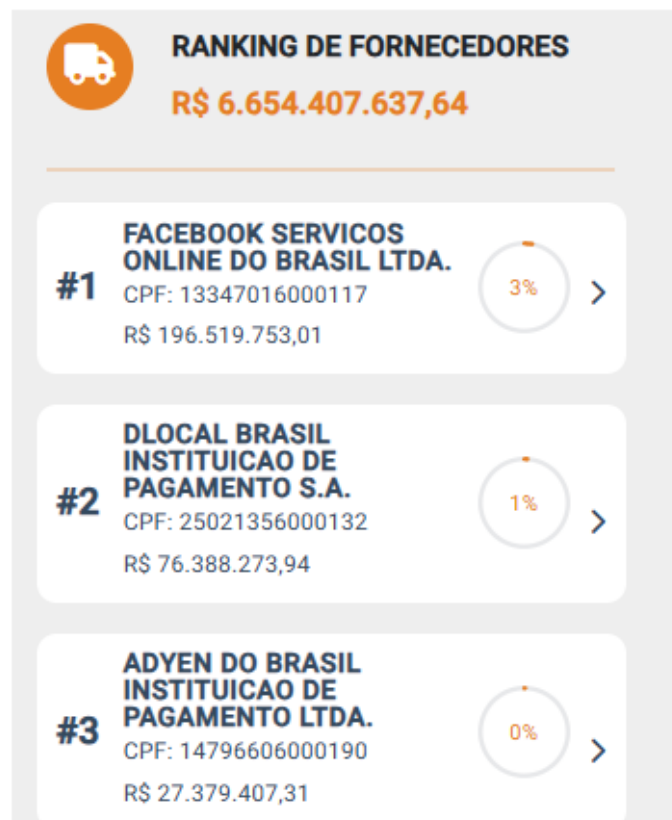 RANKING DE FORNECEDORES
R$ 6.654.407.637,64
#1
FACEBOOK SERVICOS
ONLINE DO BRASIL LTDA.
CPF: 13347016000117
R$ 196.519.753,01
3%
#2
DLOCAL BRASIL
INSTITUICAO DE
PAGAMENTO S.A.
CPF: 25021356000132
R$ 76.388.273,94
1%
#3
ADYEN DO BRASIL
INSTITUICAO DE
PAGAMENTO LTDA.
CPF: 14796606000190
R$ 27.379.407,31
0%